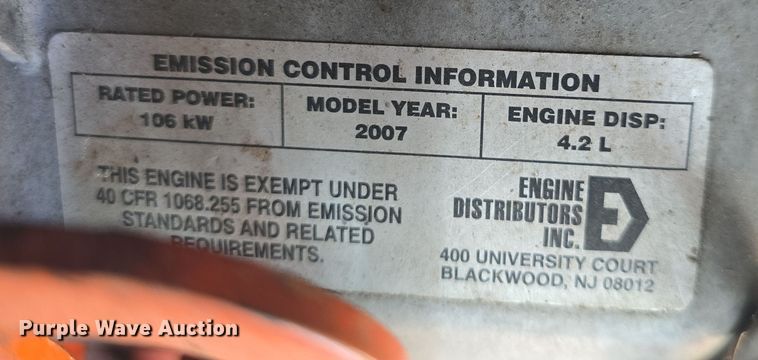 EMISSION CONTROL INFORMATION
RATED POWER:
106 kW
MODEL YEAR:
2007
ENGINE DISP:
4.2 L
THIS ENGINE IS EXEMPT UNDER
40 CFR 1068.255 FROM EMISSION
STANDARDS AND RELATED
REQUIREMENTS.
ENGINE
DISTRIBUTORS
INC.
400 UNIVERSITY COURT
BLACKWOOD, NJ 08012
Purple Wave Auction